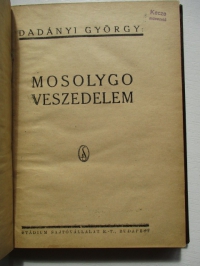 DADÁNYI GYÖRGY
MOSOLYGO
VESZEDELEM
STÁDIUM SAJTÓVÁLLALAT R.-T., BUDAPEST